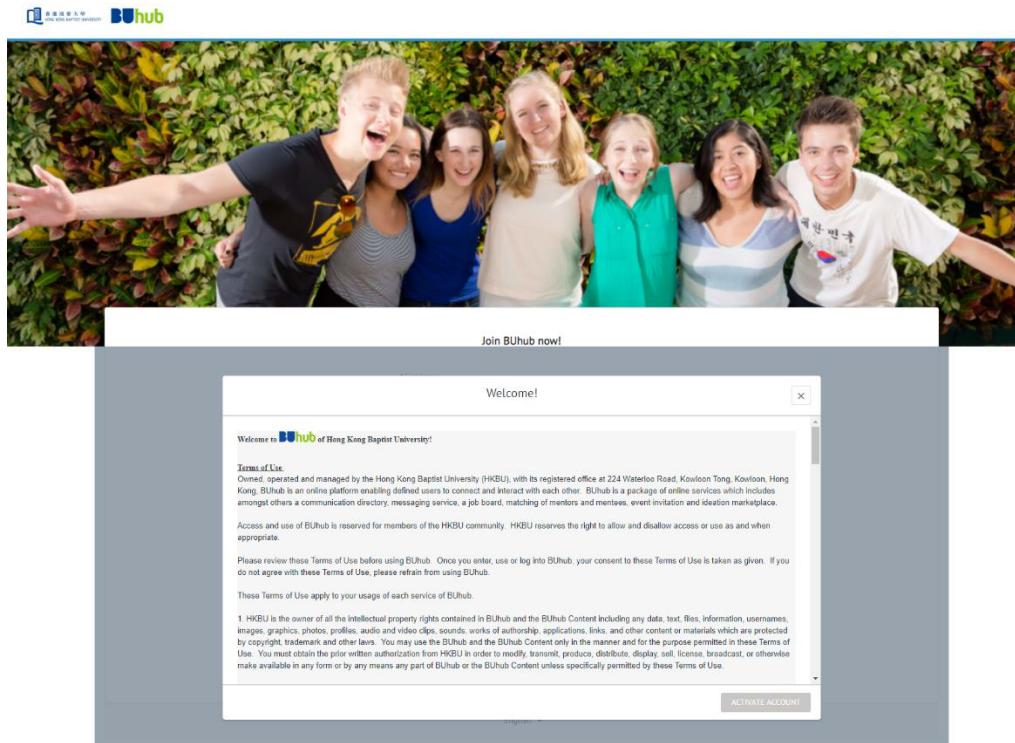 香港浸會大學 BUhub
HONG KONG BAPTIST UNIVERSITY
대한민국
Join BUhub now!
Welcome!
×
Welcome to BUhub of Hong Kong Baptist University!
Terms of Use
Owned, operated and managed by the Hong Kong Baptist University (HKBU), with its registered office at 224 Waterloo Road, Kowloon Tong, Kowloon, Hong
Kong, BUhub is an online platform enabling defined users to connect and interact with each other. BUhub is a package of online services which includes
amongst others a communication directory, messaging service, a job board, matching of mentors and mentees, event invitation and ideation marketplace.
Access and use of BUhub is reserved for members of the HKBU community. HKBU reserves the right to allow and disallow access or use as and when
appropriate.
Please review these Terms of Use before using BUhub. Once you enter, use or log into BUhub, your consent to these Terms of Use is taken as given. If you
do not agree with these Terms of Use, please refrain from using BUhub.
These Terms of Use apply to your usage of each service of BUhub.
1. HKBU is the owner of all the intellectual property rights contained in BUhub and the BUhub Content including any data, text, files, information, usernames,
images, graphics, photos, profiles, audio and video clips, sounds, works of authorship, applications, links, and other content or materials which are protected
by copyright, trademark and other laws. You may use the BUhub and the BUhub Content only in the manner and for the purpose permitted in these Terms of
Use. You must obtain the prior written authorization from HKBU in order to modify, transmit, produce, distribute, display, sell, license, broadcast, or otherwise
make available in any form or by any means any part of BUhub or the BUhub Content unless specifically permitted by these Terms of Use.
ACTIVATE ACCOUNT
English